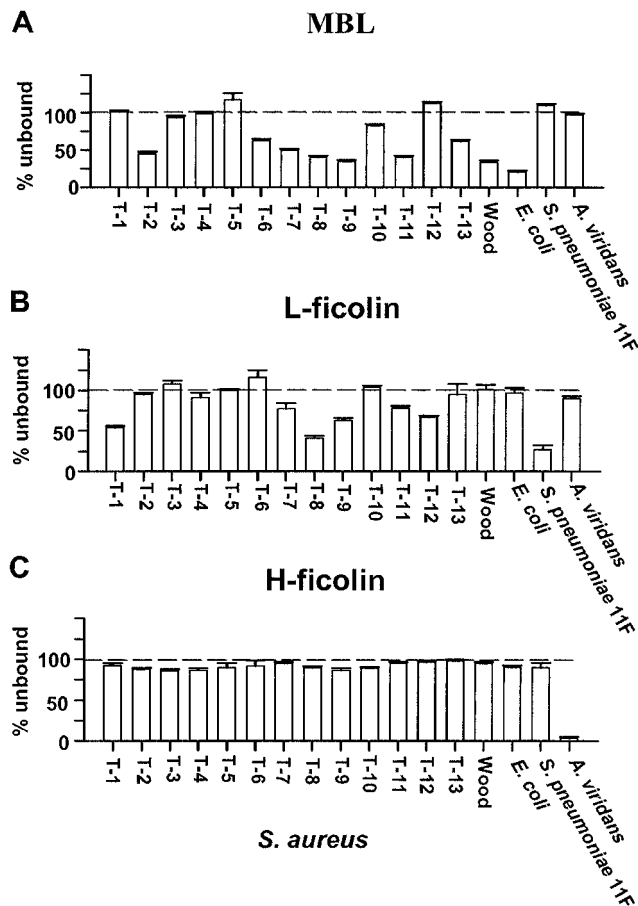 A
MBL
% unbound
100
50
0
T-1
T-2
T-3
T-4
T-5
T-6
T-7
T-8
T-9
T-10
T-11
T-12
T-13
Wood
E. coli
S. pneumoniae 11F
A. viridans
B
L-ficolin
% unbound
100
50
0
T-1
T-2
T-3
T-4
T-5
T-6
T-7
T-8
T-9
T-10
T-11
T-12
T-13
Wood
E. coli
S. pneumoniae 11F
A. viridans
C
H-ficolin
% unbound
100
50
0
T-1
T-2
T-3
T-4
T-5
T-6
T-7
T-8
T-9
T-10
T-11
T-12
T-13
Wood
E. coli
S. pneumoniae 11F
A. viridans
S. aureus